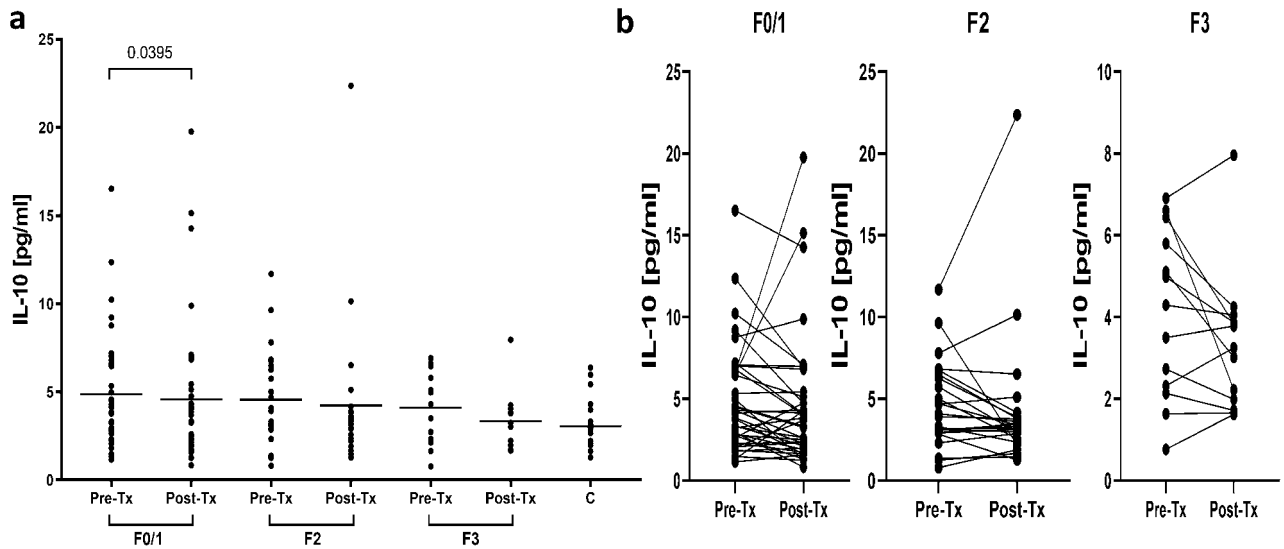 a
25
20
15
10
5
0
IL-10 [pg/ml]
0.0395
Pre-Tx Post-Tx Pre-Tx Post-Tx Pre-Tx Post-Tx C
F0/1 F2 F3
b
F0/1
25
20
15
10
5
0
IL-10 [pg/ml]
Pre-Tx Post-Tx
F2
25
20
15
10
5
0
IL-10 [pg/ml]
Pre-Tx Post-Tx
F3
10
8
6
4
2
0
IL-10 [pg/ml]
Pre-Tx Post-Tx